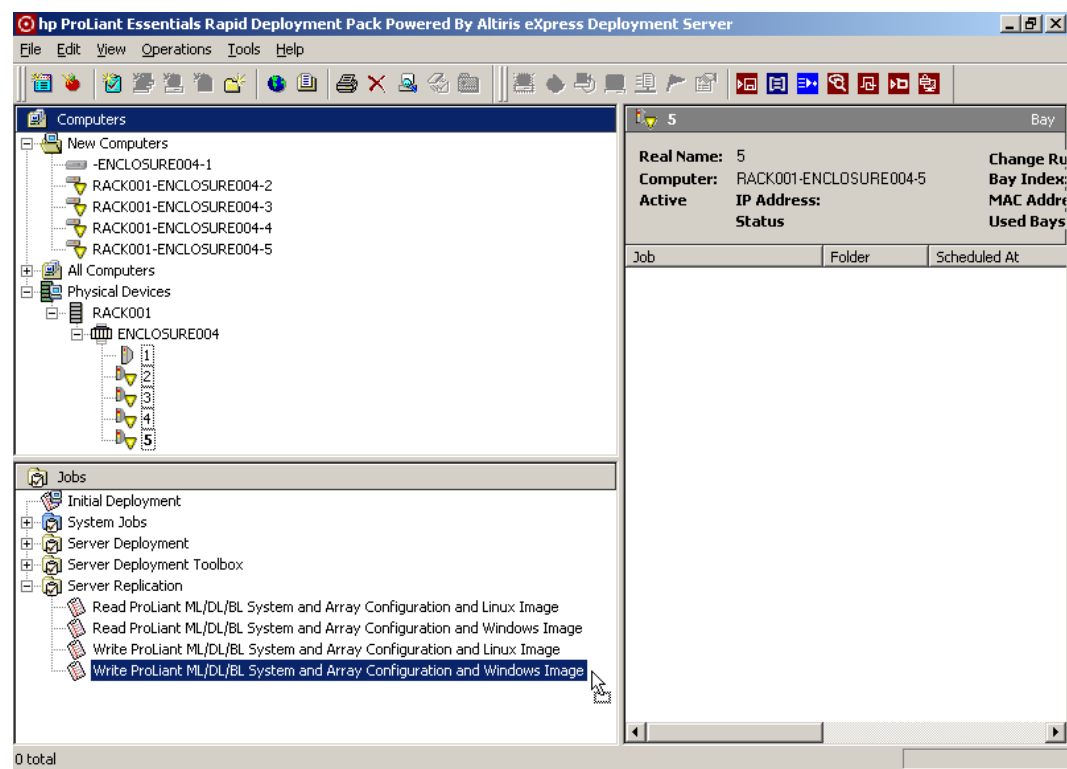 hp ProLiant Essentials Rapid Deployment Pack Powered By Altiris eXpress Deployment Server
File Edit View Operations Tools Help
Computers
New Computers
-ENCLOSURE004-1
RACK001-ENCLOSURE004-2
RACK001-ENCLOSURE004-3
RACK001-ENCLOSURE004-4
RACK001-ENCLOSURE004-5
All Computers
Physical Devices
RACK001
ENCLOSURE004
1
2
3
4
5
Jobs
Initial Deployment
System Jobs
Server Deployment
Server Deployment Toolbox
Server Replication
Read ProLiant ML/DL/BL System and Array Configuration and Linux Image
Read ProLiant ML/DL/BL System and Array Configuration and Windows Image
Write ProLiant ML/DL/BL System and Array Configuration and Linux Image
Write ProLiant ML/DL/BL System and Array Configuration and Windows Image
5 Bay
Real Name: 5 Change Ru
Computer: RACK001-ENCLOSURE004-5 Bay Index:
Active IP Address: MAC Addre
Status Used Bays
Job Folder Scheduled At
0 total